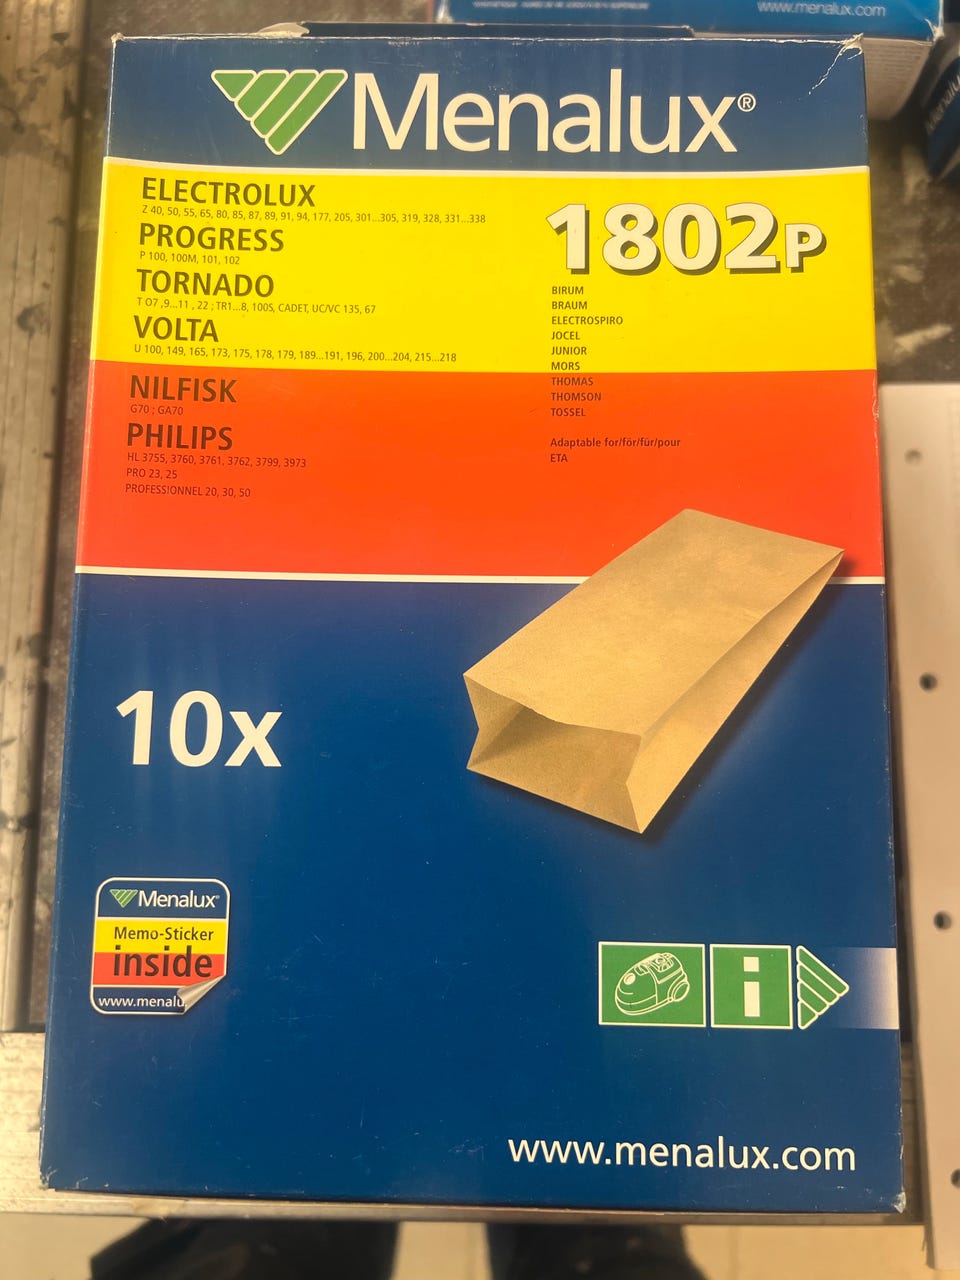 www.menalux.com
Menalux®
ELECTROLUX
Z 40, 50, 55, 65, 80, 85, 87, 89, 91, 94, 177, 205, 301...305, 319, 328, 331...338
PROGRESS
P 100, 100M, 101, 102
TORNADO
T O7 ,9...11 , 22 ; TR1...8, 100S, CADET, UC/VC 135, 67
VOLTA
U 100, 149, 165, 173, 175, 178, 179, 189...191, 196, 200...204, 215...218
NILFISK
G70 ; GA70
PHILIPS
HL 3755, 3760, 3761, 3762, 3799, 3973
PRO 23, 25
PROFESSIONNEL 20, 30, 50
1802P
BIRUM
BRAUM
ELECTROSPIRO
JOCEL
JUNIOR
MORS
THOMAS
THOMSON
TOSSEL
Adaptable for/för/für/pour
ETA
10x
Menalux®
Memo-Sticker
inside
www.menalu
i
www.menalux.com